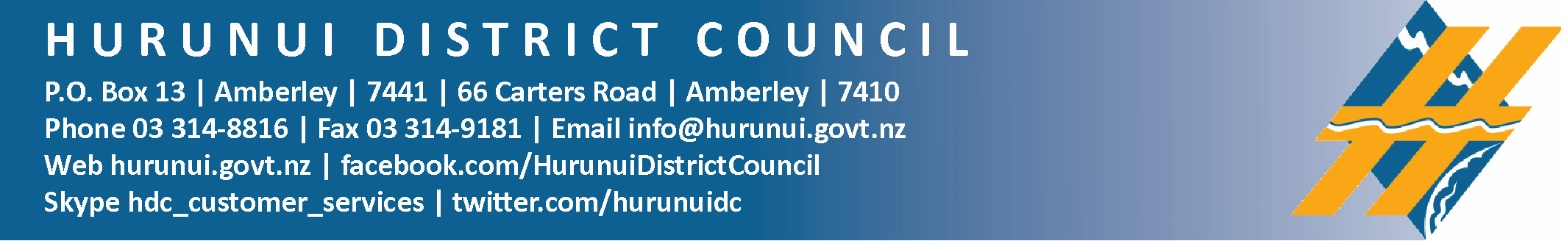 HURUNUI DISTRICT COUNCIL
P.O. Box 13 | Amberley | 7441 | 66 Carters Road | Amberley | 7410
Phone 03 314-8816 | Fax 03 314-9181 | Email info@hurunui.govt.nz
Web hurunui.govt.nz | facebook.com/HurunuiDistrictCouncil
Skype hdc_customer_services | twitter.com/hurunuidc